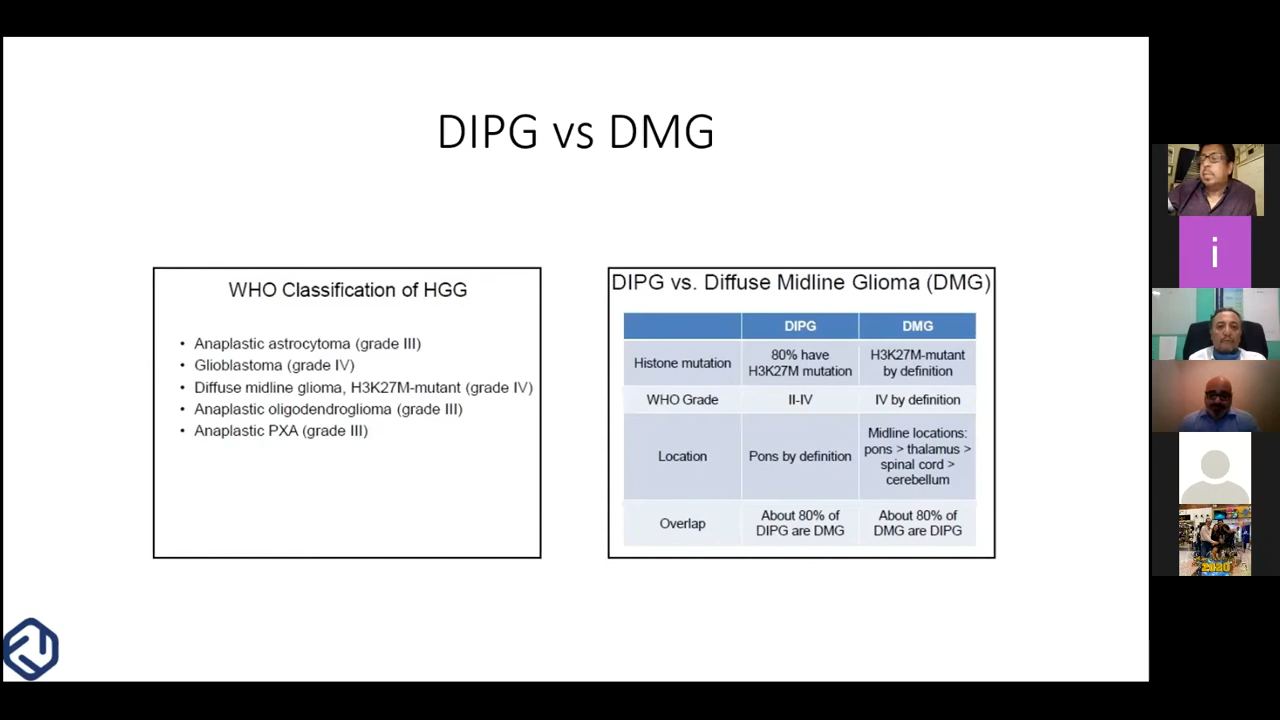 DIPG vs DMG
WHO Classification of HGG
• Anaplastic astrocytoma (grade III)
• Glioblastoma (grade IV)
• Diffuse midline glioma, H3K27M-mutant (grade IV)
• Anaplastic oligodendroglioma (grade III)
• Anaplastic PXA (grade III)
DIPG vs. Diffuse Midline Glioma (DMG)
DIPG DMG
Histone mutation
80% have
H3K27M mutation
H3K27M-mutant
by definition
WHO Grade II-IV IV by definition
Location
Pons by definition
Midline locations:
pons > thalamus >
spinal cord >
cerebellum
Overlap
About 80% of
DIPG are DMG
About 80% of
DMG are DIPG
i
2020